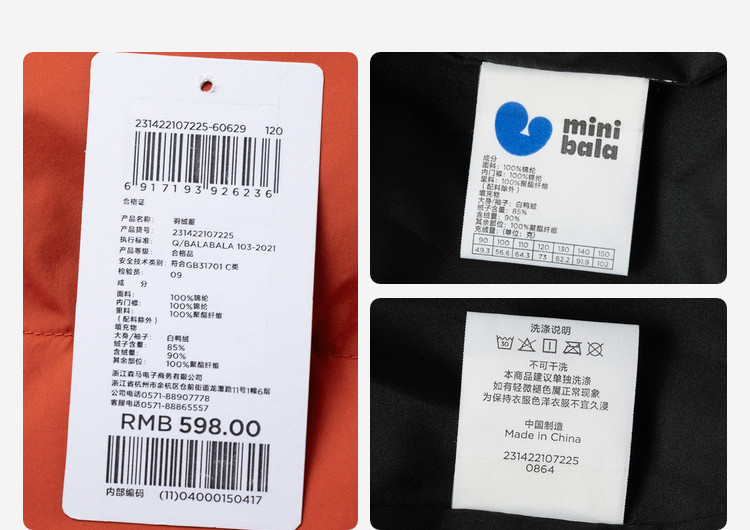 231422107225-60629 120
6 917193 926236
合格证
产品名称： 羽绒服
产品货号： 231422107225
执行标准： Q/BALABALA 103-2021
产品等级： 合格品
安全技术类别：符合GB31701 C类
检验员： 09
成 分
面料： 100%锦纶
内门襟： 100%锦纶
里料： 100%聚酯纤维
（配料除外）
填充物
大身/袖子： 白鸭绒
绒子含量： 85%
含绒量： 90%
其余部位： 100%聚酯纤维
浙江森马电子商务有限公司
浙江省杭州市余杭区仓前街道龙潭路11号1幢6层
公司电话0571-88907778
客服电话0571-88865557
RMB 598.00
内部编码 (11)04000150417
mini
bala
成分
面料：100%锦纶
内门襟：100%锦纶
里料：100%聚酯纤维
（配料除外）
填充物
大身/袖子：白鸭绒
绒子含量：85%
含绒量：90%
其余部位：100%聚酯纤维
充绒量：（单位：克）
90 100 110 120 130 140 150
49.3 56.6 64.3 73 82.2 91.9 102
洗涤说明
30
不可干洗
本商品建议单独洗涤
如有轻微褪色属正常现象
为保持衣服色泽衣服不宜久浸
中国制造
Made in China
231422107225
0864